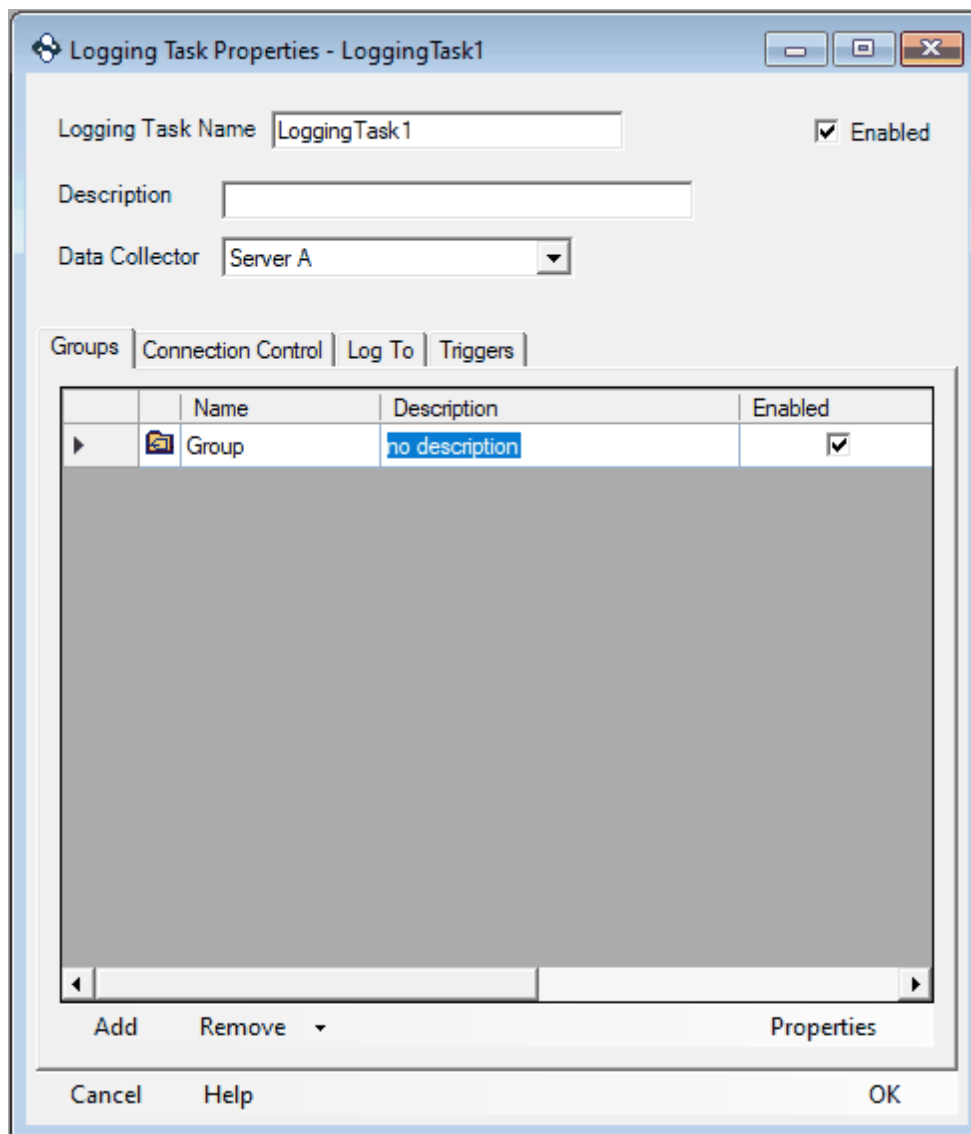 Logging Task Properties - LoggingTask1
Logging Task Name LoggingTask1 Enabled
Description
Data Collector Server A
Groups Connection Control Log To Triggers
Name Description Enabled
Group no description
Add Remove Properties
Cancel Help OK